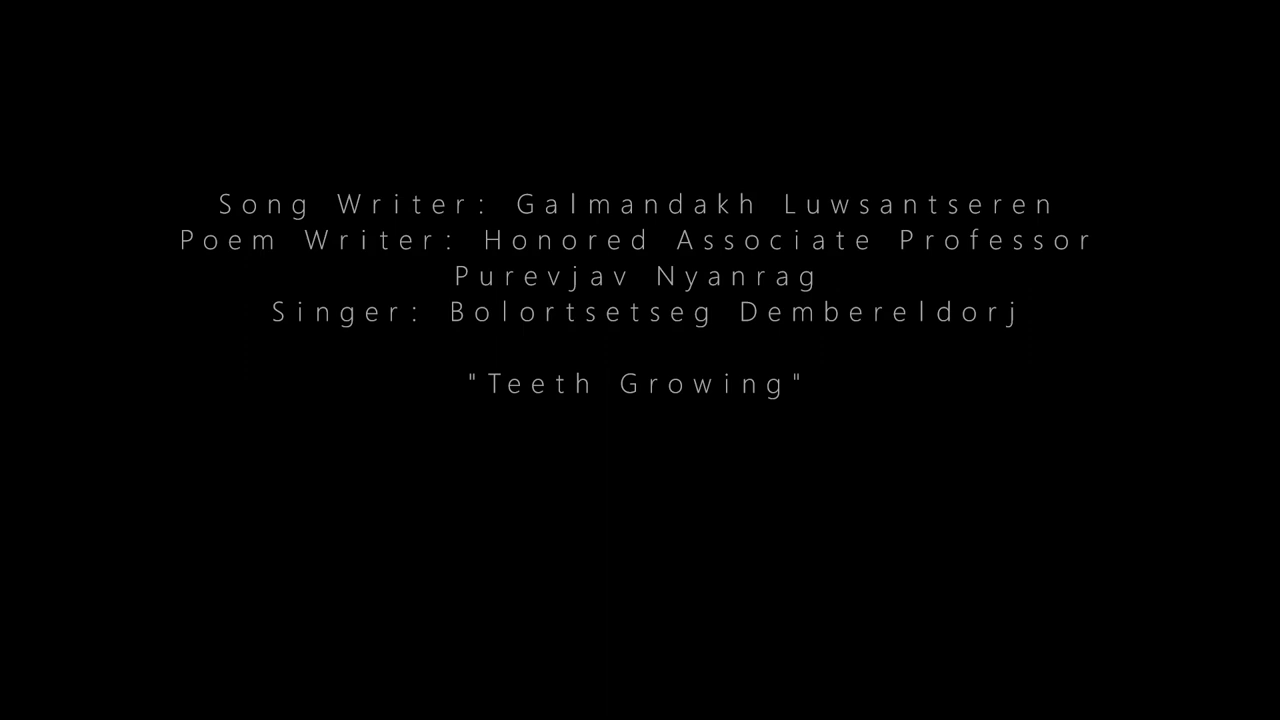 Song Writer: Galmandakh Luwsantseren
Poem Writer: Honored Associate Professor
Purevjav Nyanrag
Singer: Bolortsetseg Dembereldorj
"Teeth Growing"